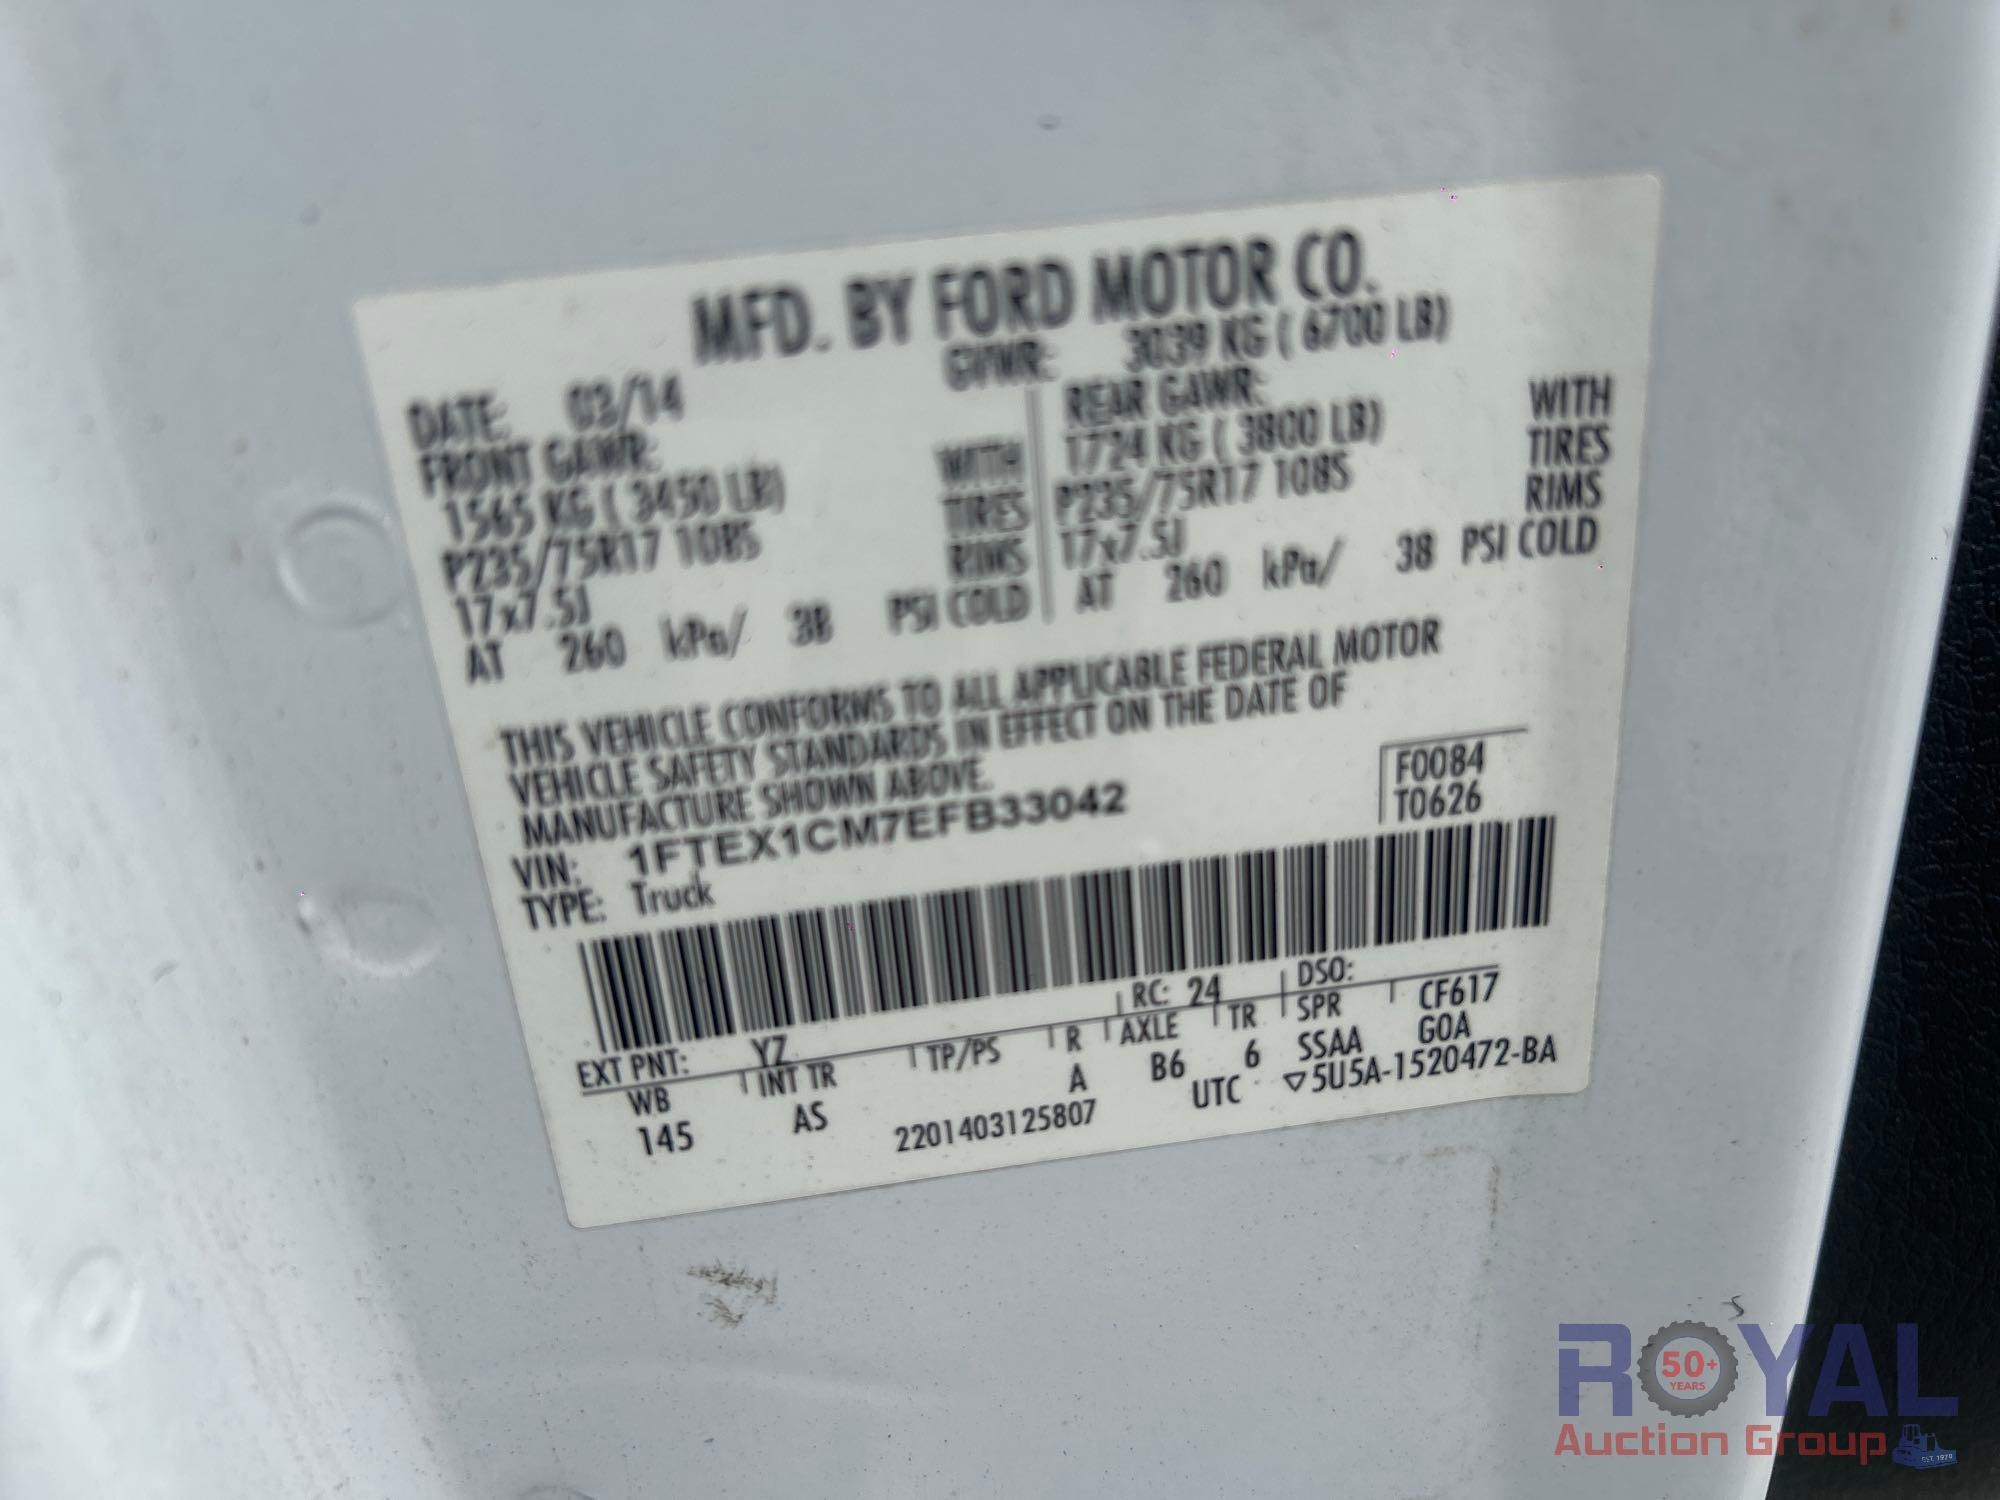 MFD. BY FORD MOTOR CO.
DATE: 03/14 GVWR: 3039 KG ( 6700 LB)
FRONT GAWR: REAR GAWR:
1565 KG ( 3450 LB) WITH 1724 KG ( 3800 LB) WITH
P235/75R17 108S TIRES P235/75R17 108S TIRES
17x7.5J RIMS 17x7.5J RIMS
AT 260 kPa/ 38 PSI COLD AT 260 kPa/ 38 PSI COLD
THIS VEHICLE CONFORMS TO ALL APPLICABLE FEDERAL MOTOR
VEHICLE SAFETY STANDARDS IN EFFECT ON THE DATE OF
MANUFACTURE SHOWN ABOVE.
VIN: 1FTEX1CM7EFB33042 F0084
TYPE: Truck T0626
EXT PNT: YZ RC: 24 DSO:
WB INT TR TP/PS R AXLE TR SPR CF617
145 AS A B6 6 SSAA GOA
2201403125807 UTC ▽5U5A-1520472-BA
ROYAL
50+
YEARS
Auction Group
EST. 1970